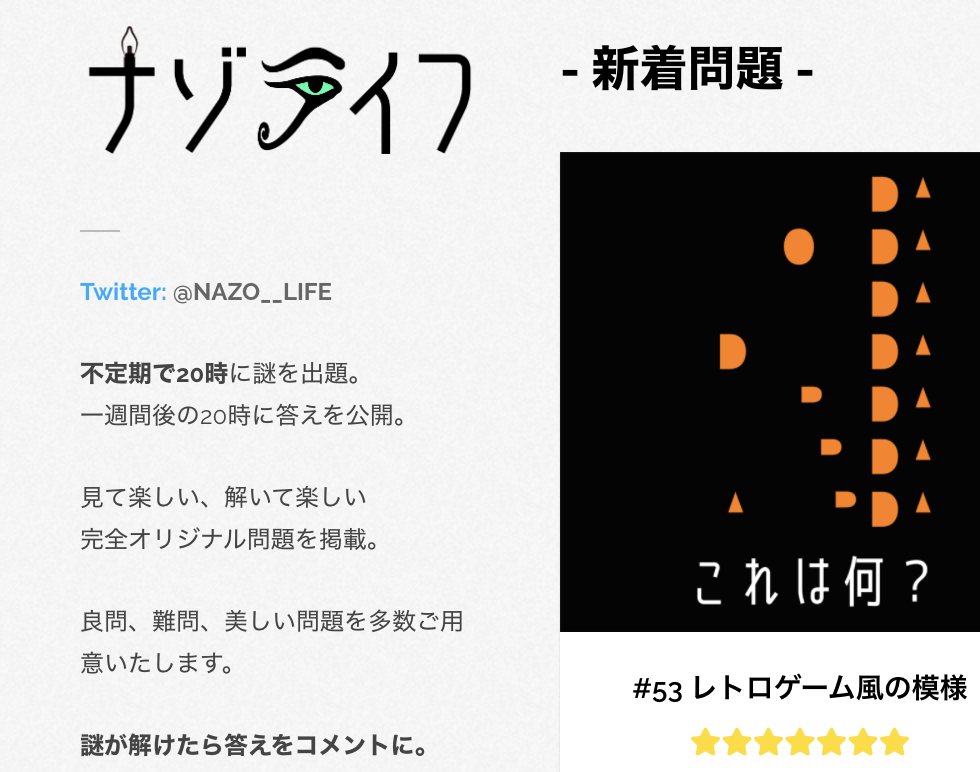 ナゾライフ
Twitter: @NAZO__LIFE
不定期で20時に謎を出題。
一週間後の20時に答えを公開。
見て楽しい、解いて楽しい
完全オリジナル問題を掲載。
良問、難問、美しい問題を多数ご用
意いたします。
謎が解けたら答えをコメントに。
- 新着問題 -
これは何？
#53 レトロゲーム風の模様